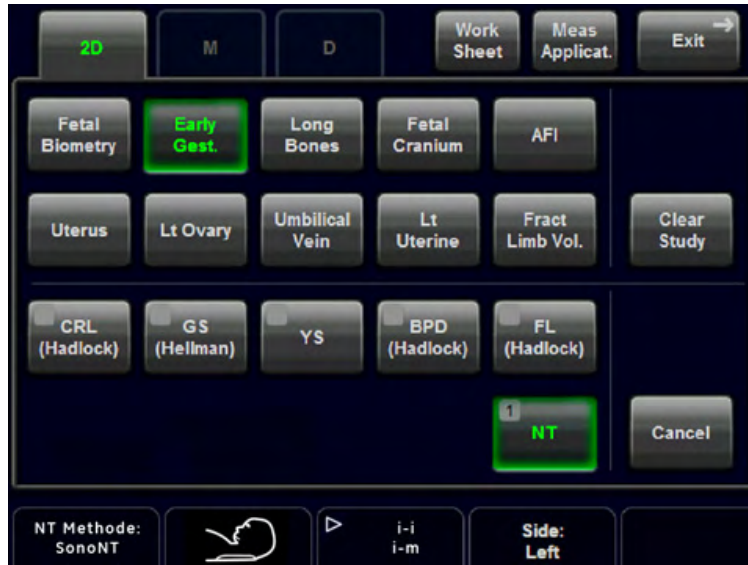 2D
M
D
Work
Sheet
Meas
Applicat.
Exit
Fetal
Biometry
Early
Gest.
Long
Bones
Fetal
Cranium
AFI
Uterus
Lt Ovary
Umbilical
Vein
Lt
Uterine
Fract
Limb Vol.
Clear
Study
CRL
(Hadlock)
GS
(Hellman)
YS
BPD
(Hadlock)
FL
(Hadlock)
1
NT
Cancel
NT Methode:
SonoNT
i-i
i-m
Side:
Left